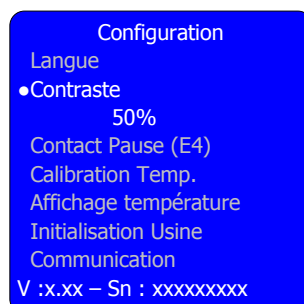 Configuration
Langue
●Contraste
50%
Contact Pause (E4)
Calibration Temp.
Affichage température
Initialisation Usine
Communication
V :x.xx – Sn : xxxxxxxxx